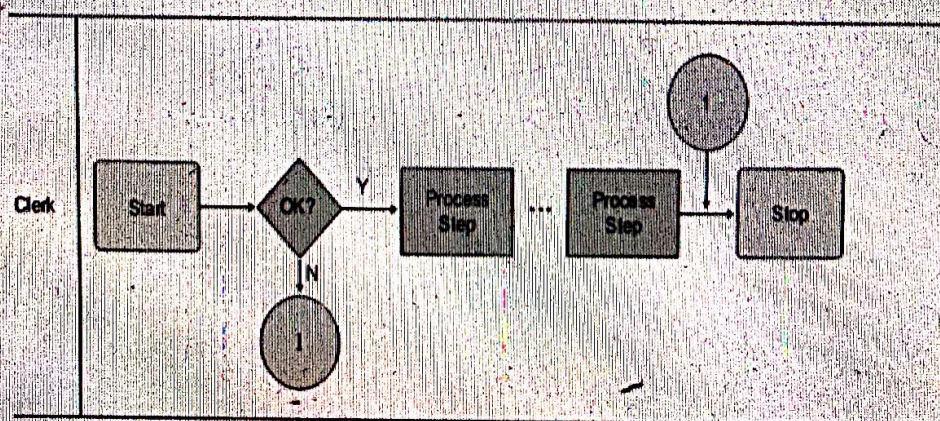 1
Clerk
Start
OK?
Y
Process
Step
...
Process
Step
Stop
N
1